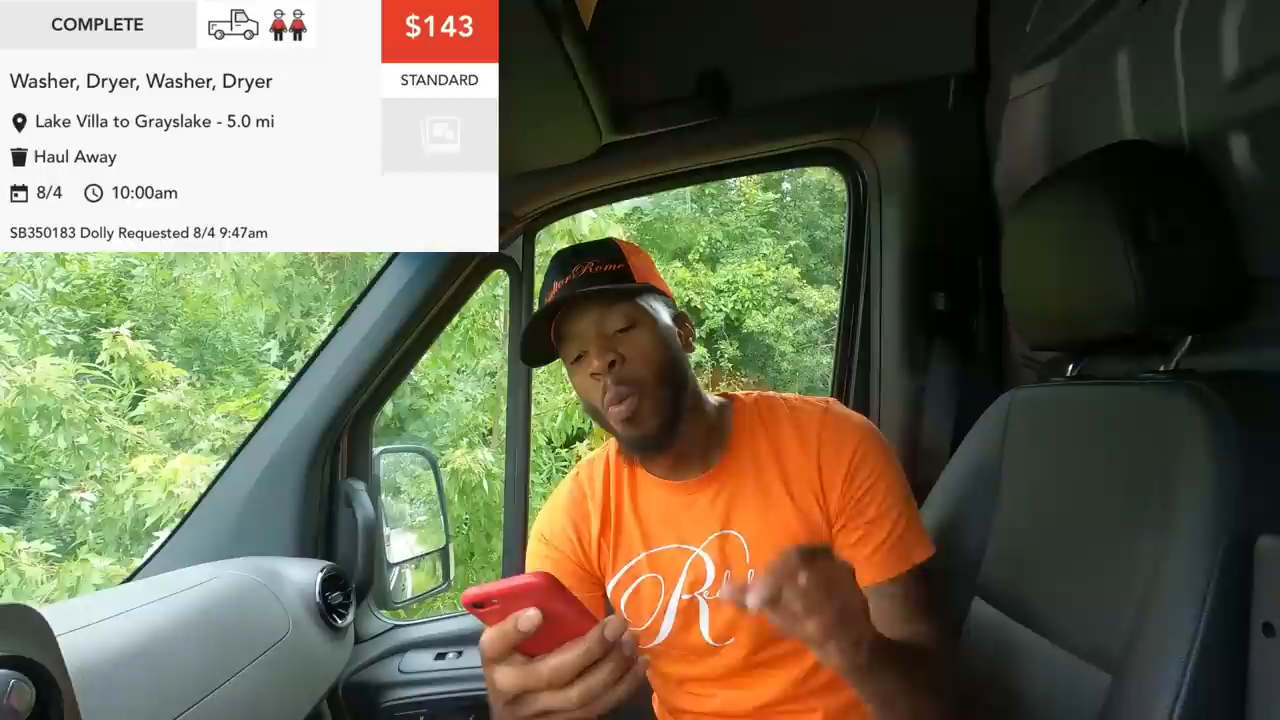 COMPLETE
$143
STANDARD
Washer, Dryer, Washer, Dryer
Lake Villa to Grayslake - 5.0 mi
Haul Away
8/4 10:00am
SB350183 Dolly Requested 8/4 9:47am
Rome